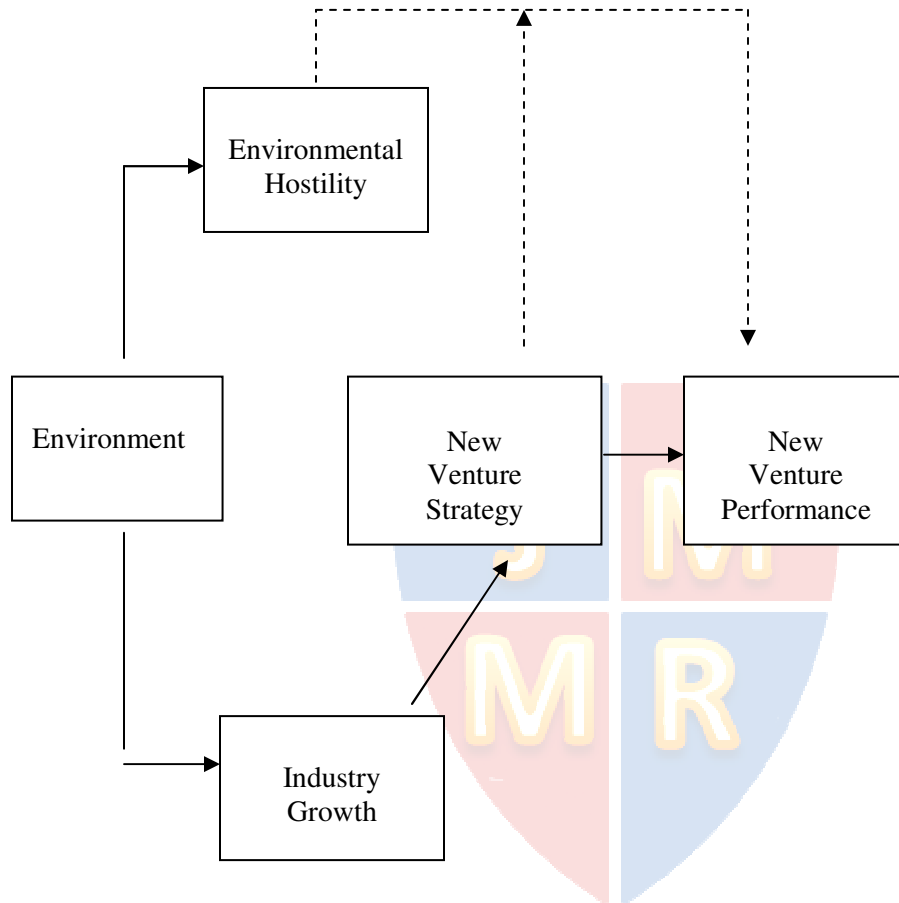 Environmental
Hostility
Environment
New
Venture
Strategy
New
Venture
Performance
J M
M R
Industry
Growth